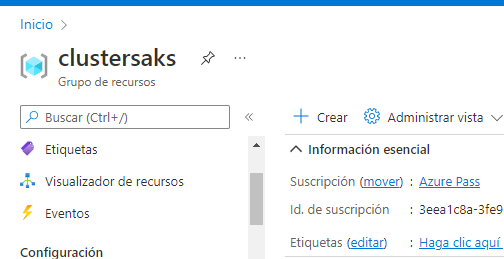 Inicio
clustersaks
Grupo de recursos
Buscar (Ctrl+/)
Etiquetas
Visualizador de recursos
Eventos
Configuración
Crear
Administrar vista
Información esencial
Suscripción (mover) : Azure Pass
Id. de suscripción : 3eea1c8a-3fe9
Etiquetas (editar) : Haga clic aquí